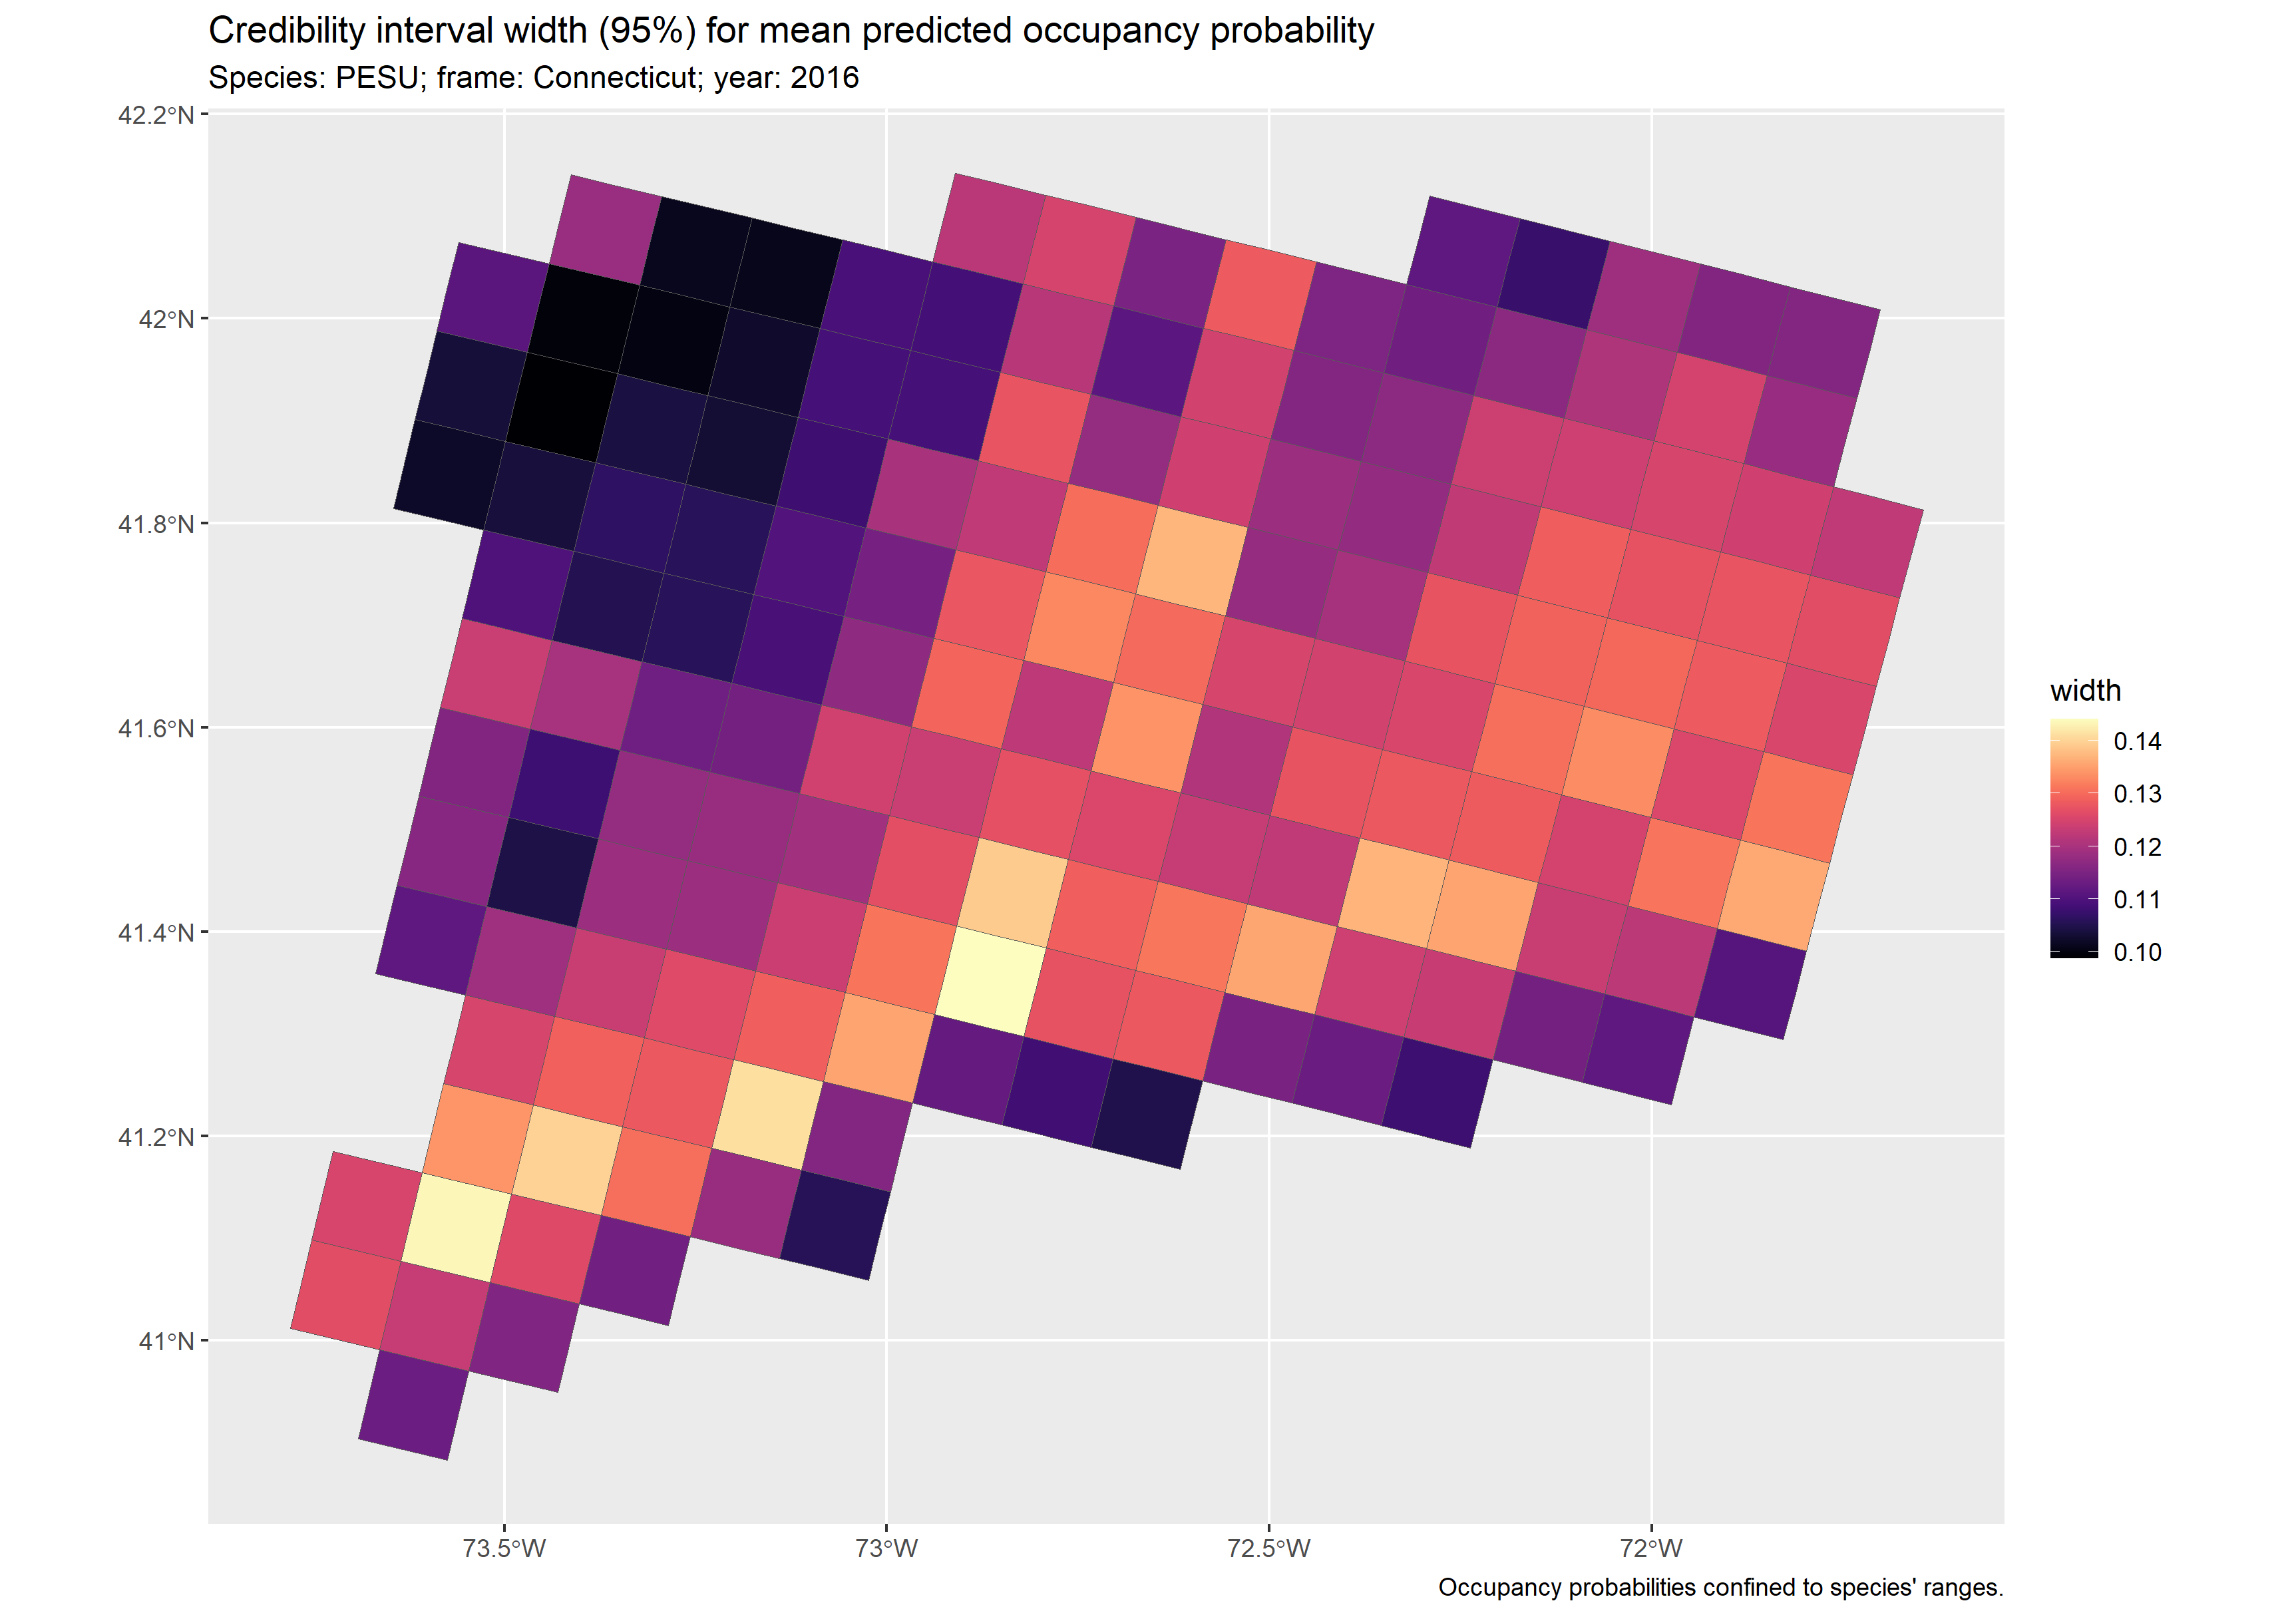 Credibility interval width (95%) for mean predicted occupancy probability
Species: PESU; frame: Connecticut; year: 2016
42.2°N
42°N
41.8°N
41.6°N
41.4°N
41.2°N
41°N
73.5°W
73°W
72.5°W
72°W
width
0.14
0.13
0.12
0.11
0.10
Occupancy probabilities confined to species' ranges.